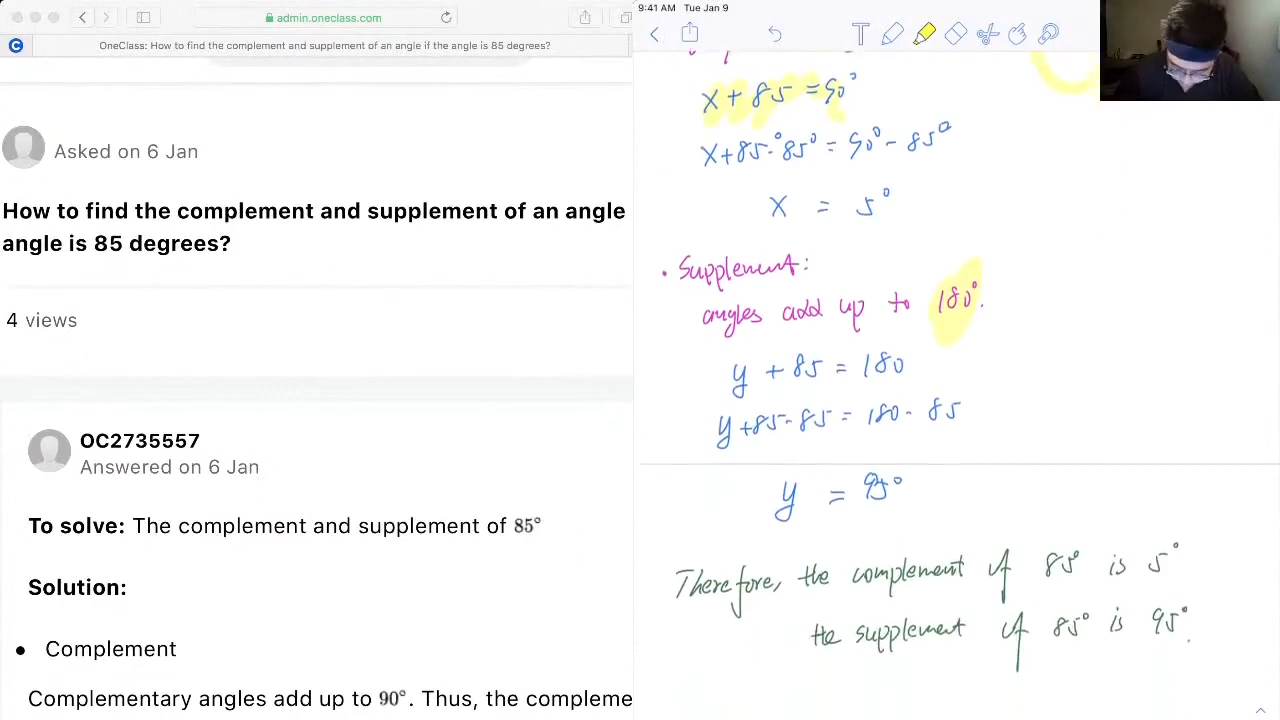 admin.oneclass.com
OneClass: How to find the complement and supplement of an angle if the angle is 85 degrees?
Asked on 6 Jan
How to find the complement and supplement of an angle
angle is 85 degrees?
4 views
OC2735557
Answered on 6 Jan
To solve: The complement and supplement of 85°
Solution:
• Complement
Complementary angles add up to 90°. Thus, the compleme
9:41 AM Tue Jan 9
x + 85 = 90°
x+85-°85° = 90° - 85°
x = 5°
• Supplement:
angles add up to 180°.
y + 85 = 180
y+85-85 = 180 - 85
y = 95°
Therefore, the complement of 85° is 5°
the supplement of 85° is 95°.